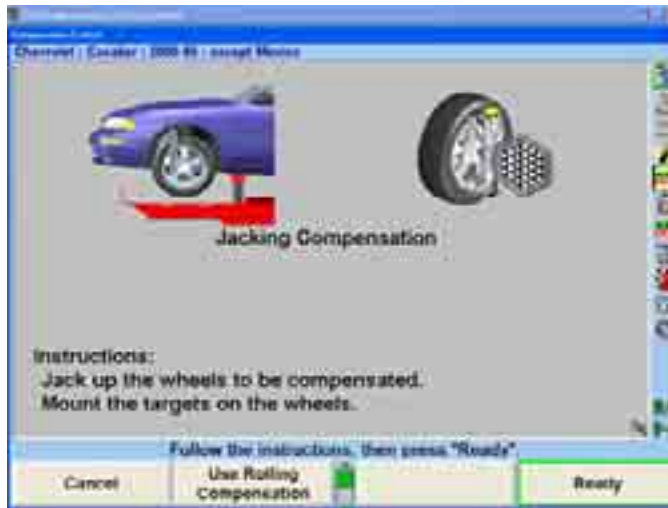 Chevrolet : Cavalier : 2000-05 : except Mexico
Jacking Compensation
Instructions:
Jack up the wheels to be compensated.
Mount the targets on the wheels.
Follow the instructions, then press "Ready"
Cancel
Use Rolling
Compensation
Ready